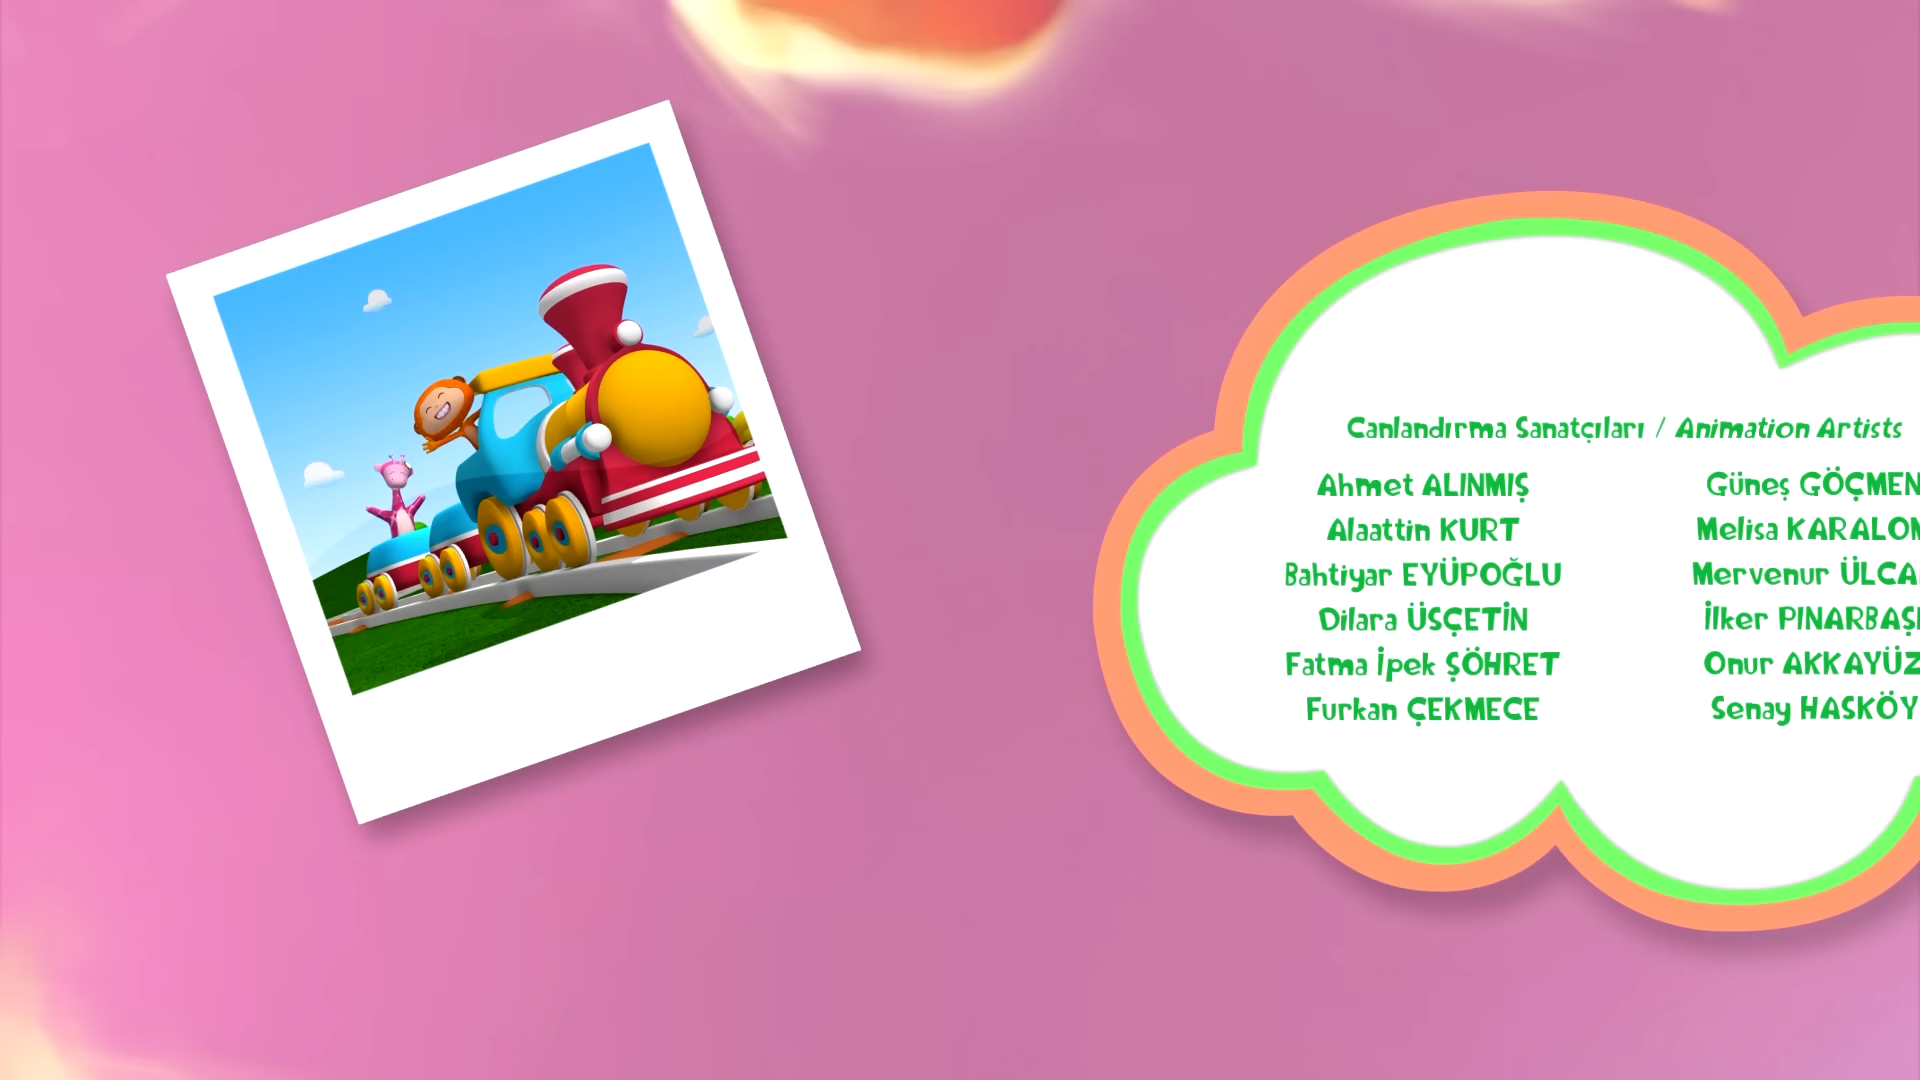 Canlandırma Sanatçıları / Animation Artists
Ahmet ALINMIŞ Güneş GÖÇMEN
Alaattin KURT Melisa
Bahtiyar EYÜPOĞLU Mervenur
Dilara ÜSÇETİN İlker
Fatma İpek ŞÖHRET Onur
Furkan ÇEKMECE Senay